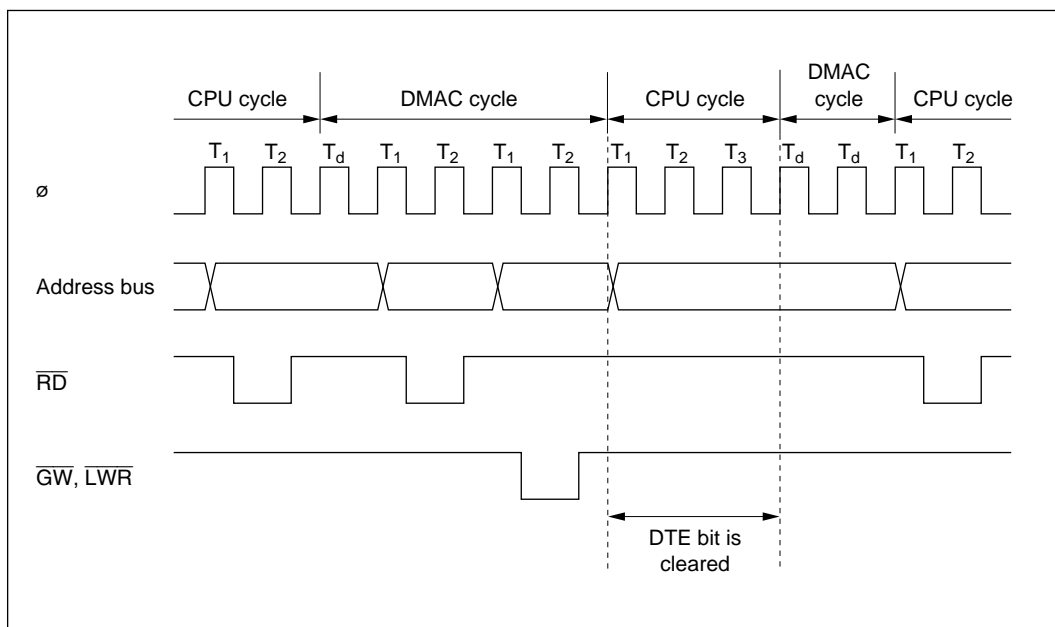 DMAC
CPU cycle DMAC cycle CPU cycle cycle CPU cycle
T1 T2 Td T1 T2 T1 T2 T1 T2 T3 Td Td T1 T2
ø
Address bus
RD
GW, LWR
DTE bit is
cleared